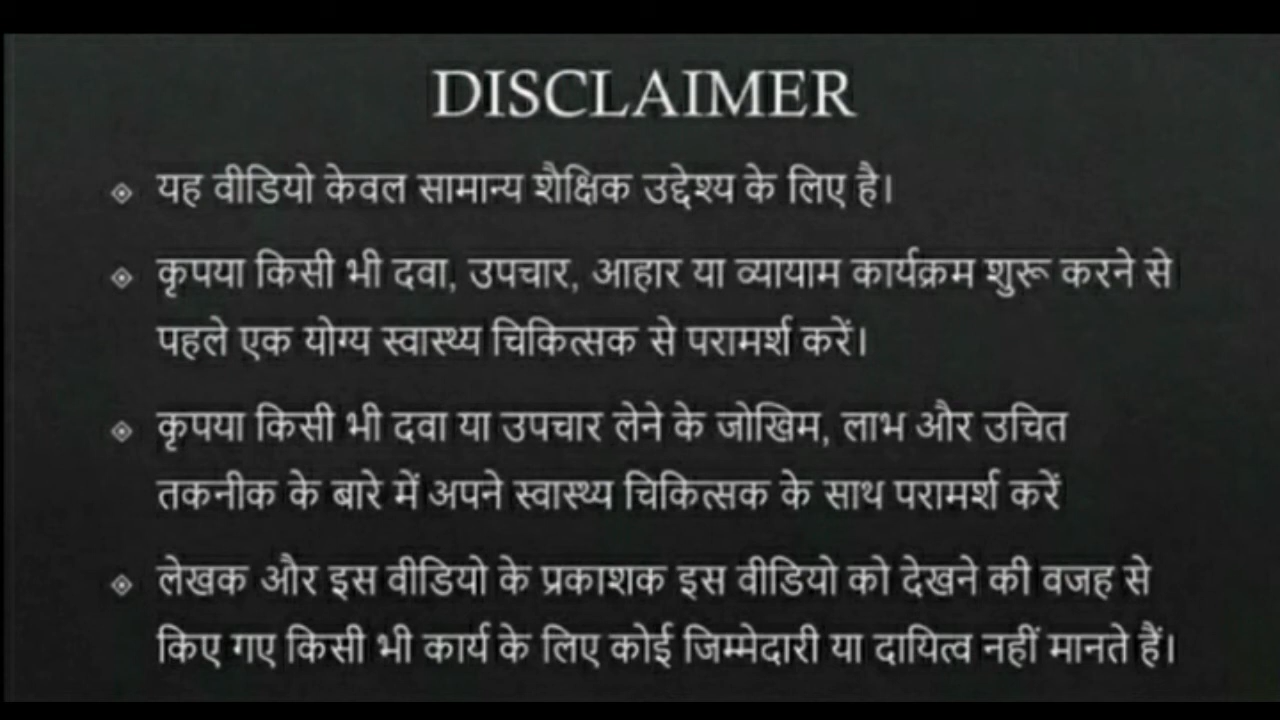 DISCLAIMER
यह वीडियो केवल सामान्य शैक्षिक उद्देश्य के लिए है।
कृपया किसी भी दवा, उपचार, आहार या व्यायाम कार्यक्रम शुरू करने से
पहले एक योग्य स्वास्थ्य चिकित्सक से परामर्श करें।
कृपया किसी भी दवा या उपचार लेने के जोखिम, लाभ और उचित
तकनीक के बारे में अपने स्वास्थ्य चिकित्सक के साथ परामर्श करें
लेखक और इस वीडियो के प्रकाशक इस वीडियो को देखने की वजह से
किए गए किसी भी कार्य के लिए कोई जिम्मेदारी या दायित्व नहीं मानते हैं।